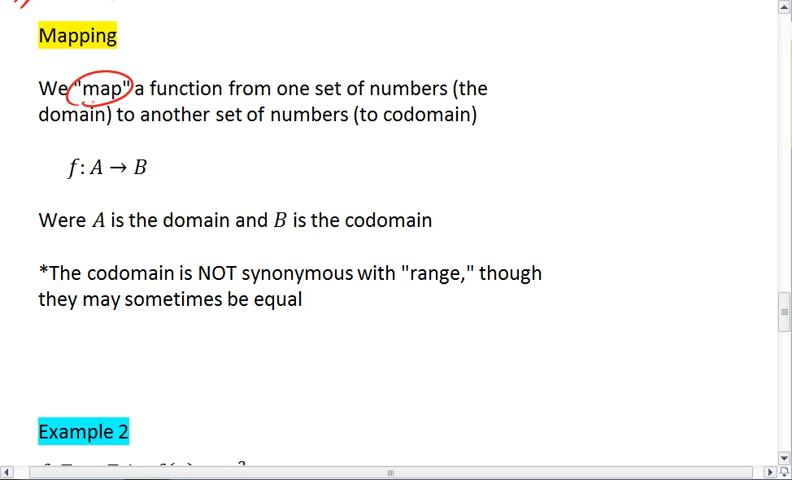 Mapping
We "map" a function from one set of numbers (the
domain) to another set of numbers (to codomain)
f: A → B
Were A is the domain and B is the codomain
*The codomain is NOT synonymous with "range," though
they may sometimes be equal
Example 2